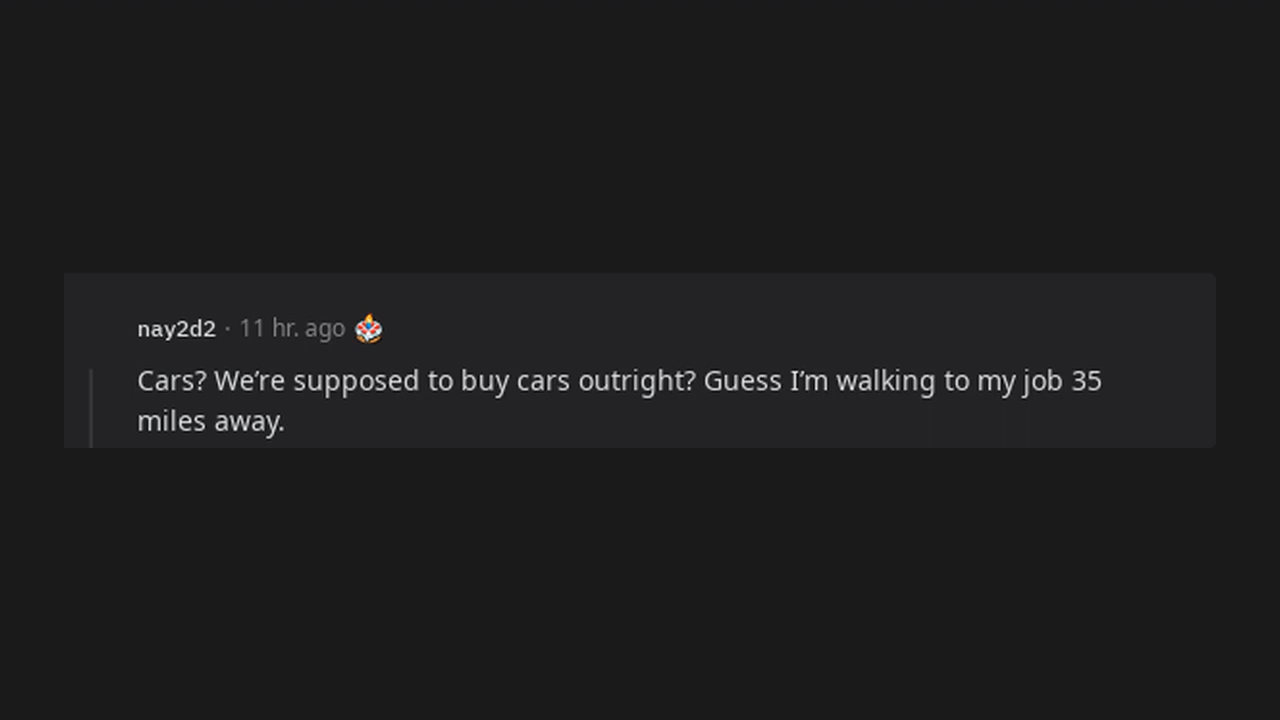 nay2d2 · 11 hr. ago
Cars? We’re supposed to buy cars outright? Guess I’m walking to my job 35
miles away.